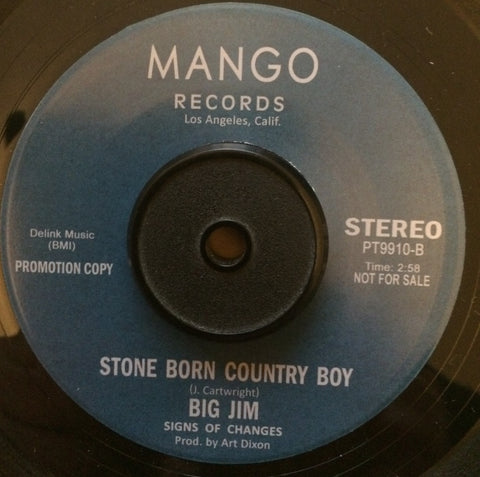 MANGO
RECORDS
Los Angeles, Calif.
Delink Music
(BMI)
PROMOTION COPY
STEREO
PT9910-B
Time: 2:58
NOT FOR SALE
STONE BORN COUNTRY BOY
(J. Cartwright)
BIG JIM
SIGNS OF CHANGES
Prod. by Art Dixon